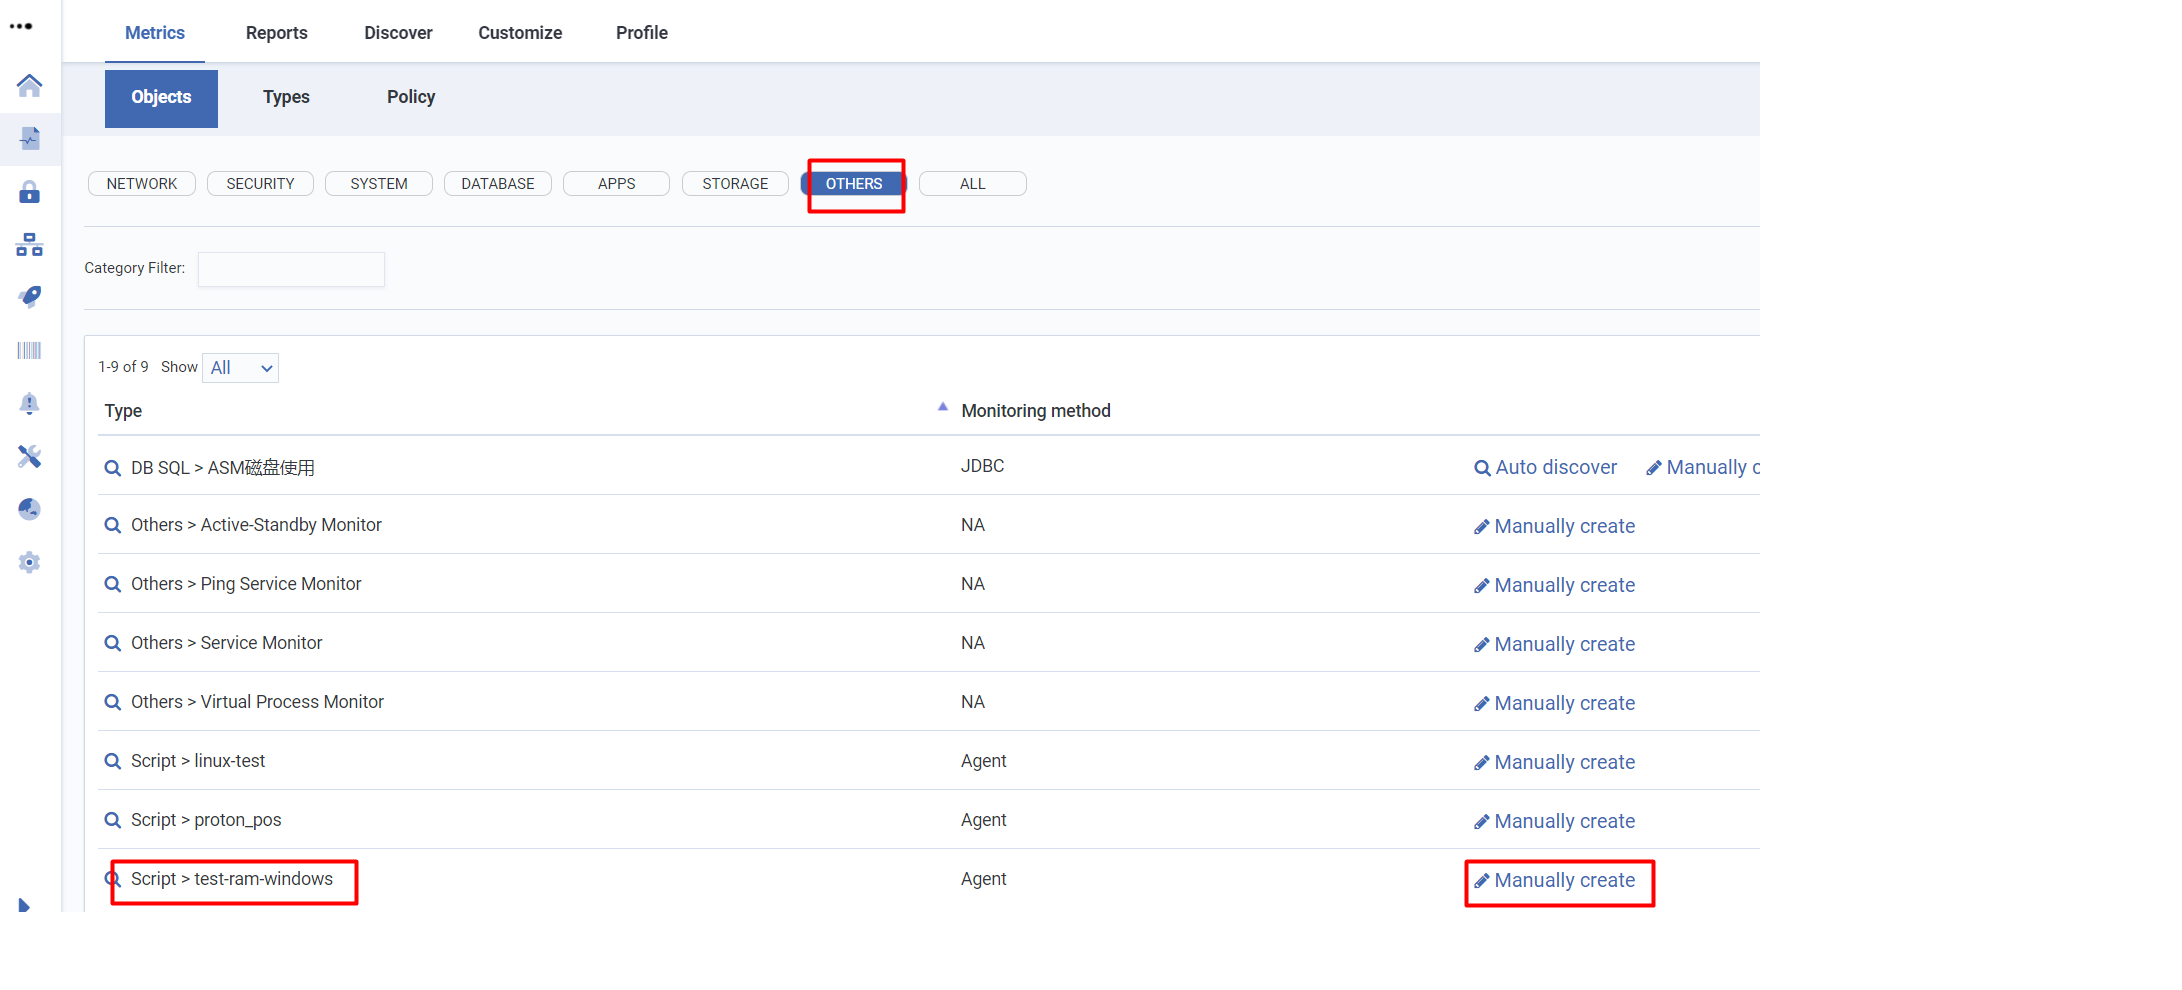 Metrics Reports Discover Customize Profile
Objects Types Policy
NETWORK SECURITY SYSTEM DATABASE APPS STORAGE OTHERS ALL
Category Filter:
1-9 of 9 Show All
Type Monitoring method
DB SQL > ASM磁盘使用 JDBC Auto discover Manually c
Others > Active-Standby Monitor NA Manually create
Others > Ping Service Monitor NA Manually create
Others > Service Monitor NA Manually create
Others > Virtual Process Monitor NA Manually create
Script > linux-test Agent Manually create
Script > proton_pos Agent Manually create
Script > test-ram-windows Agent Manually create